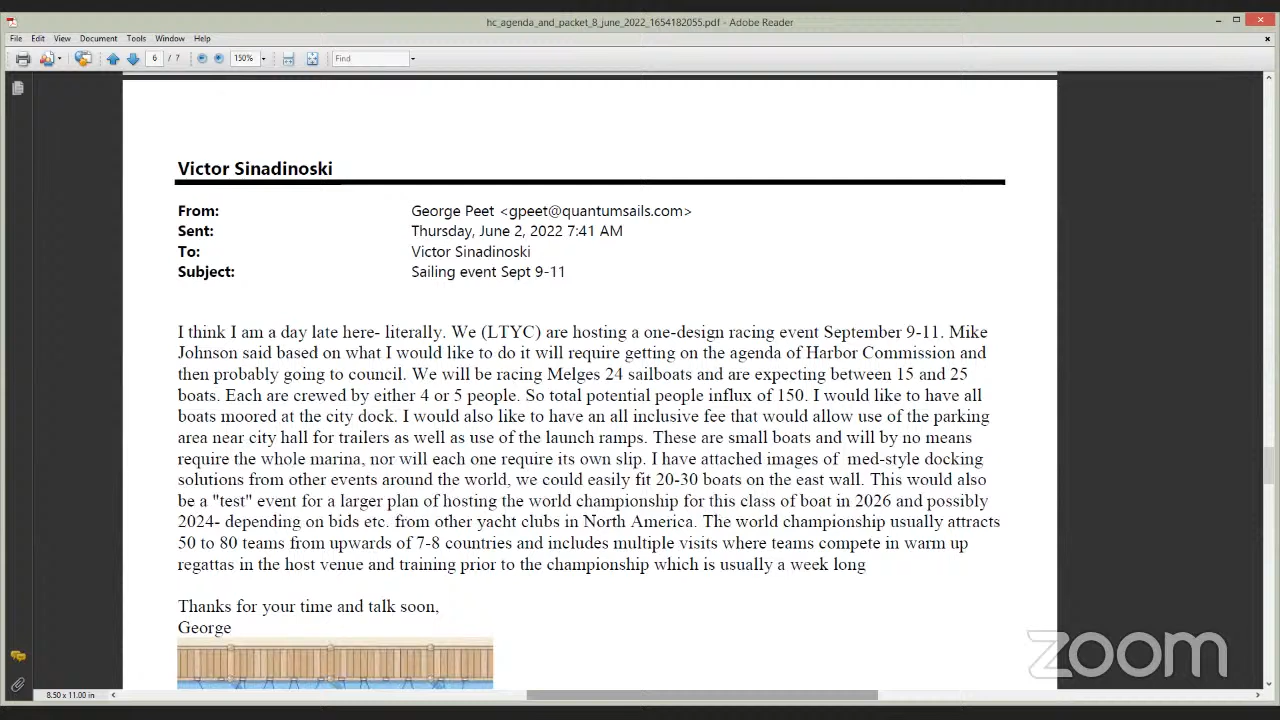 hc_agenda_and_packet_8_june_2022_1654182055.pdf - Adobe Reader
File Edit View Document Tools Window Help
6 / 7 150% Find
Victor Sinadinoski
From: George Peet <gpeet@quantumsails.com>
Sent: Thursday, June 2, 2022 7:41 AM
To: Victor Sinadinoski
Subject: Sailing event Sept 9-11
I think I am a day late here- literally. We (LTYC) are hosting a one-design racing event September 9-11. Mike
Johnson said based on what I would like to do it will require getting on the agenda of Harbor Commission and
then probably going to council. We will be racing Melges 24 sailboats and are expecting between 15 and 25
boats. Each are crewed by either 4 or 5 people. So total potential people influx of 150. I would like to have all
boats moored at the city dock. I would also like to have an all inclusive fee that would allow use of the parking
area near city hall for trailers as well as use of the launch ramps. These are small boats and will by no means
require the whole marina, nor will each one require its own slip. I have attached images of  med-style docking
solutions from other events around the world, we could easily fit 20-30 boats on the east wall. This would also
be a "test" event for a larger plan of hosting the world championship for this class of boat in 2026 and possibly
2024- depending on bids etc. from other yacht clubs in North America. The world championship usually attracts
50 to 80 teams from upwards of 7-8 countries and includes multiple visits where teams compete in warm up
regattas in the host venue and training prior to the championship which is usually a week long
Thanks for your time and talk soon,
George
zoom
8.50 x 11.00 in